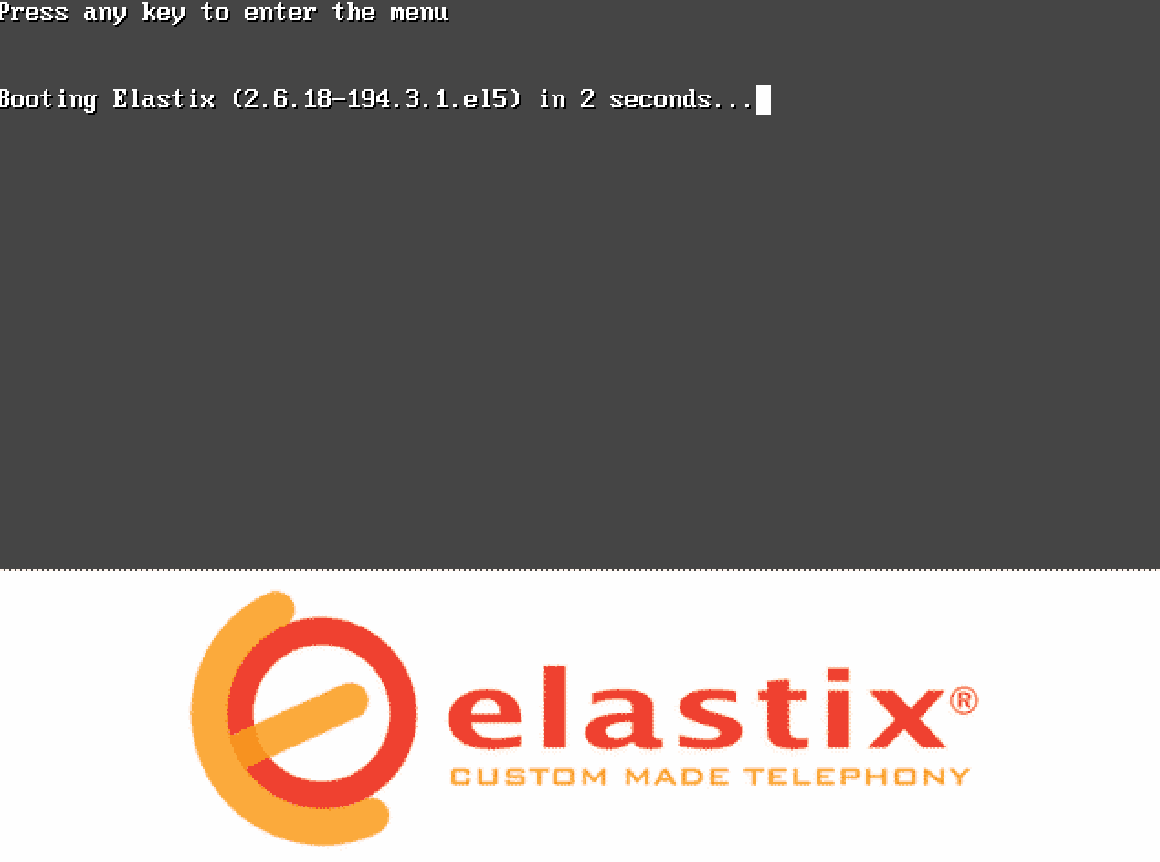 Press any key to enter the menu
Booting Elastix (2.6.18-194.3.1.el5) in 2 seconds...
elastix®
CUSTOM MADE TELEPHONY